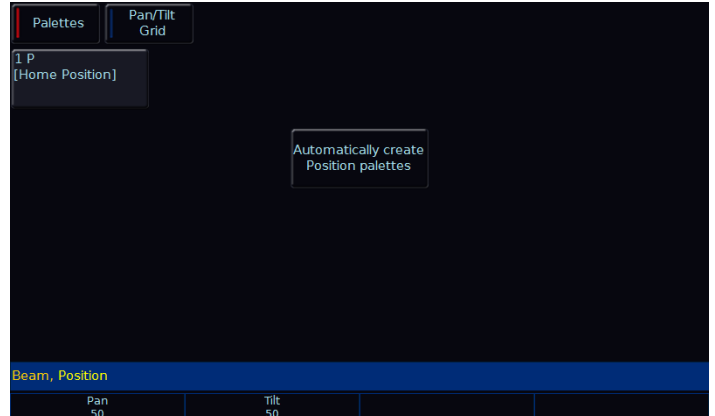 Palettes
Pan/Tilt
Grid
1 P
[Home Position]
Automatically create
Position palettes
Beam, Position
Pan
50
Tilt
50